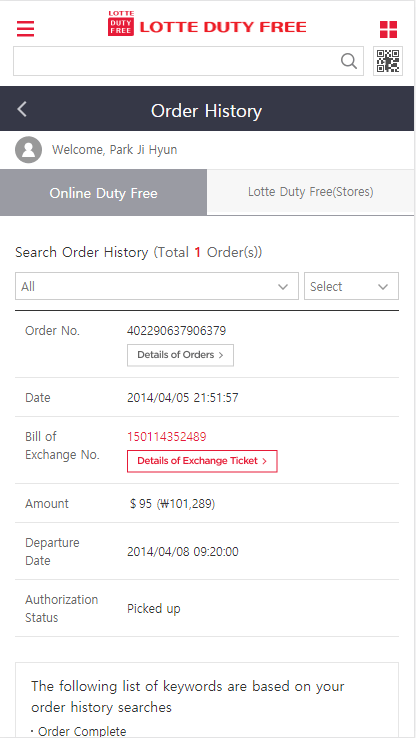 LOTTE
DUTY
FREE
LOTTE DUTY FREE
Order History
Welcome, Park Ji Hyun
Online Duty Free
Lotte Duty Free(Stores)
Search Order History (Total 1 Order(s))
All
Select
Order No.
402290637906379
Details of Orders >
Date
2014/04/05 21:51:57
Bill of
Exchange No.
150114352489
Details of Exchange Ticket >
Amount
$ 95 (₩101,289)
Departure
Date
2014/04/08 09:20:00
Authorization
Status
Picked up
The following list of keywords are based on your
order history searches
· Order Complete